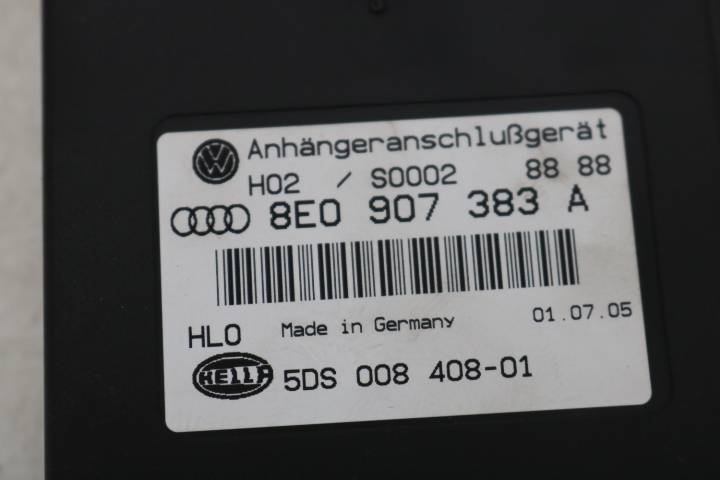 Anhängeranschlußgerät
H02 / S0002 88 88
8E0 907 383 A
HLO Made in Germany 01.07.05
HELLA 5DS 008 408-01